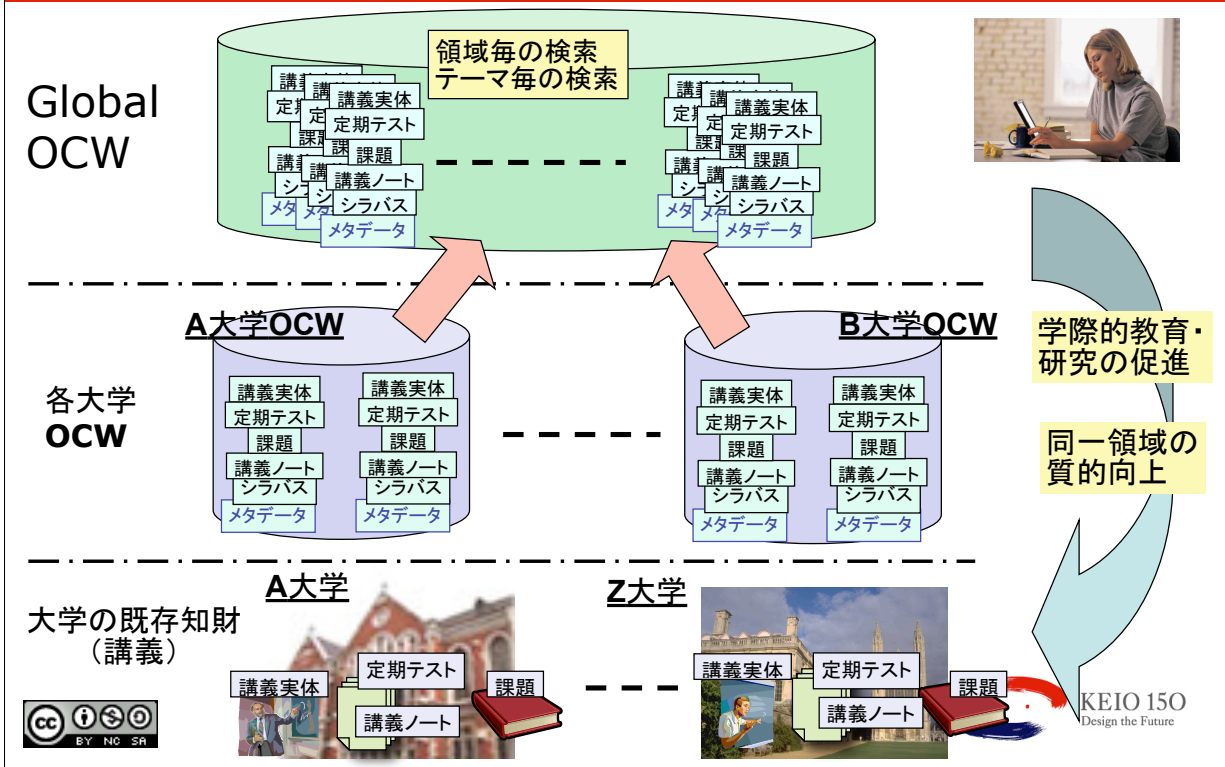 Global
OCW
領域毎の検索
テーマ毎の検索
講義実体
定期テスト
課題
講義ノート
シラバス
メタデータ
講義実体
定期テスト
課題
講義ノート
シラバス
メタデータ
A大学OCW
B大学OCW
各大学
OCW
講義実体
定期テスト
課題
講義ノート
シラバス
メタデータ
講義実体
定期テスト
課題
講義ノート
シラバス
メタデータ
講義実体
定期テスト
課題
講義ノート
シラバス
メタデータ
講義実体
定期テスト
課題
講義ノート
シラバス
メタデータ
学際的教育・
研究の促進
同一領域の
質的向上
大学の既存知財
（講義）
A大学
講義実体
定期テスト
講義ノート
課題
Z大学
講義実体
定期テスト
講義ノート
課題
cc
BY NC SA
KEIO 150
Design the Future